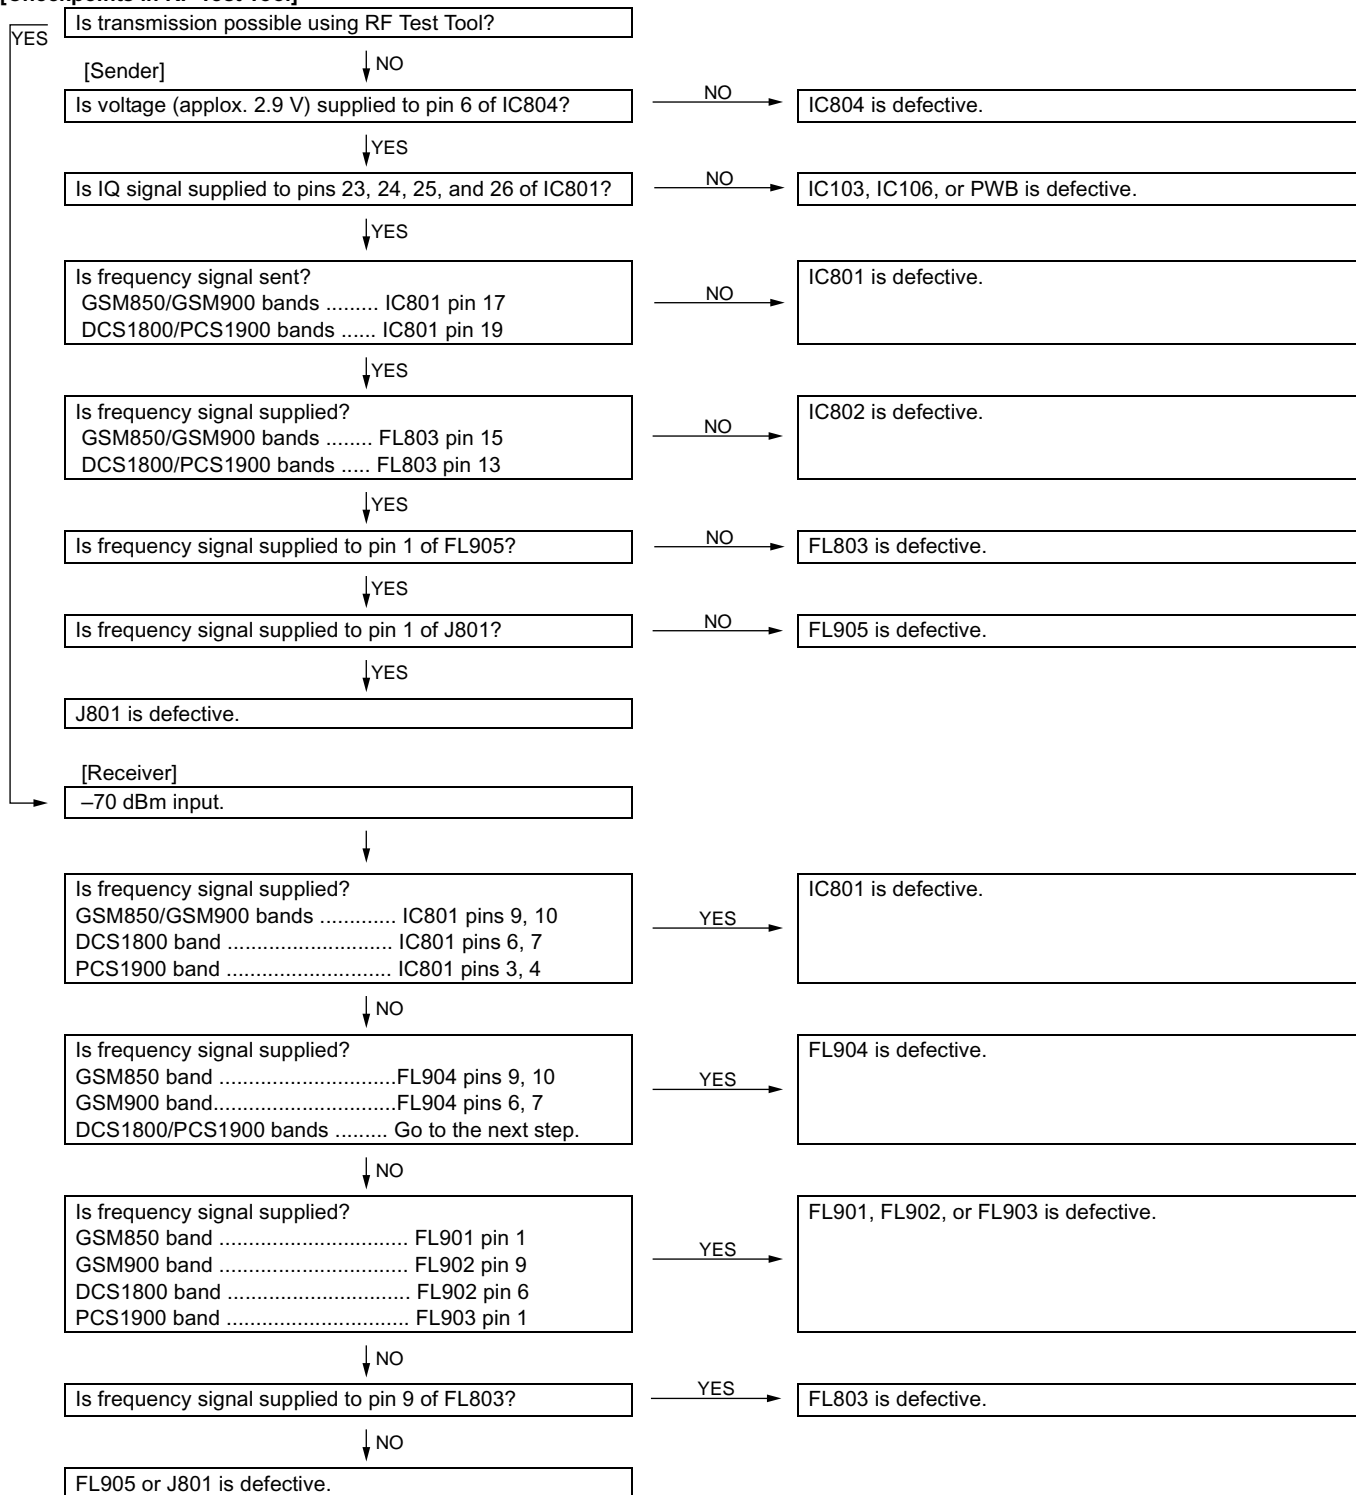 Is transmission possible using RF Test Tool?
YES
NO
[Sender]
Is voltage (applox. 2.9 V) supplied to pin 6 of IC804?
NO
IC804 is defective.
YES
Is IQ signal supplied to pins 23, 24, 25, and 26 of IC801?
NO
IC103, IC106, or PWB is defective.
YES
Is frequency signal sent?
GSM850/GSM900 bands ......... IC801 pin 17
DCS1800/PCS1900 bands ...... IC801 pin 19
NO
IC801 is defective.
YES
Is frequency signal supplied?
GSM850/GSM900 bands ........ FL803 pin 15
DCS1800/PCS1900 bands ..... FL803 pin 13
NO
IC802 is defective.
YES
Is frequency signal supplied to pin 1 of FL905?
NO
FL803 is defective.
YES
Is frequency signal supplied to pin 1 of J801?
NO
FL905 is defective.
YES
J801 is defective.
[Receiver]
–70 dBm input.
Is frequency signal supplied?
GSM850/GSM900 bands ............. IC801 pins 9, 10
DCS1800 band ............................ IC801 pins 6, 7
PCS1900 band ............................ IC801 pins 3, 4
YES
IC801 is defective.
NO
Is frequency signal supplied?
GSM850 band ..............................FL904 pins 9, 10
GSM900 band...............................FL904 pins 6, 7
DCS1800/PCS1900 bands ......... Go to the next step.
YES
FL904 is defective.
NO
Is frequency signal supplied?
GSM850 band ................................ FL901 pin 1
GSM900 band ................................ FL902 pin 9
DCS1800 band ............................... FL902 pin 6
PCS1900 band ............................... FL903 pin 1
YES
FL901, FL902, or FL903 is defective.
NO
Is frequency signal supplied to pin 9 of FL803?
YES
FL803 is defective.
NO
FL905 or J801 is defective.